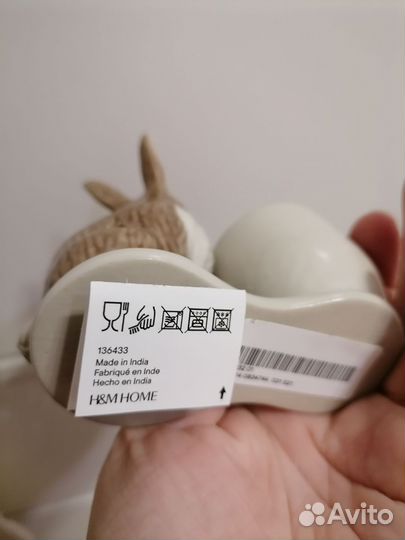 136433
Made in India
Fabriqué en Inde
Hecho en India
H&M HOME
Avito